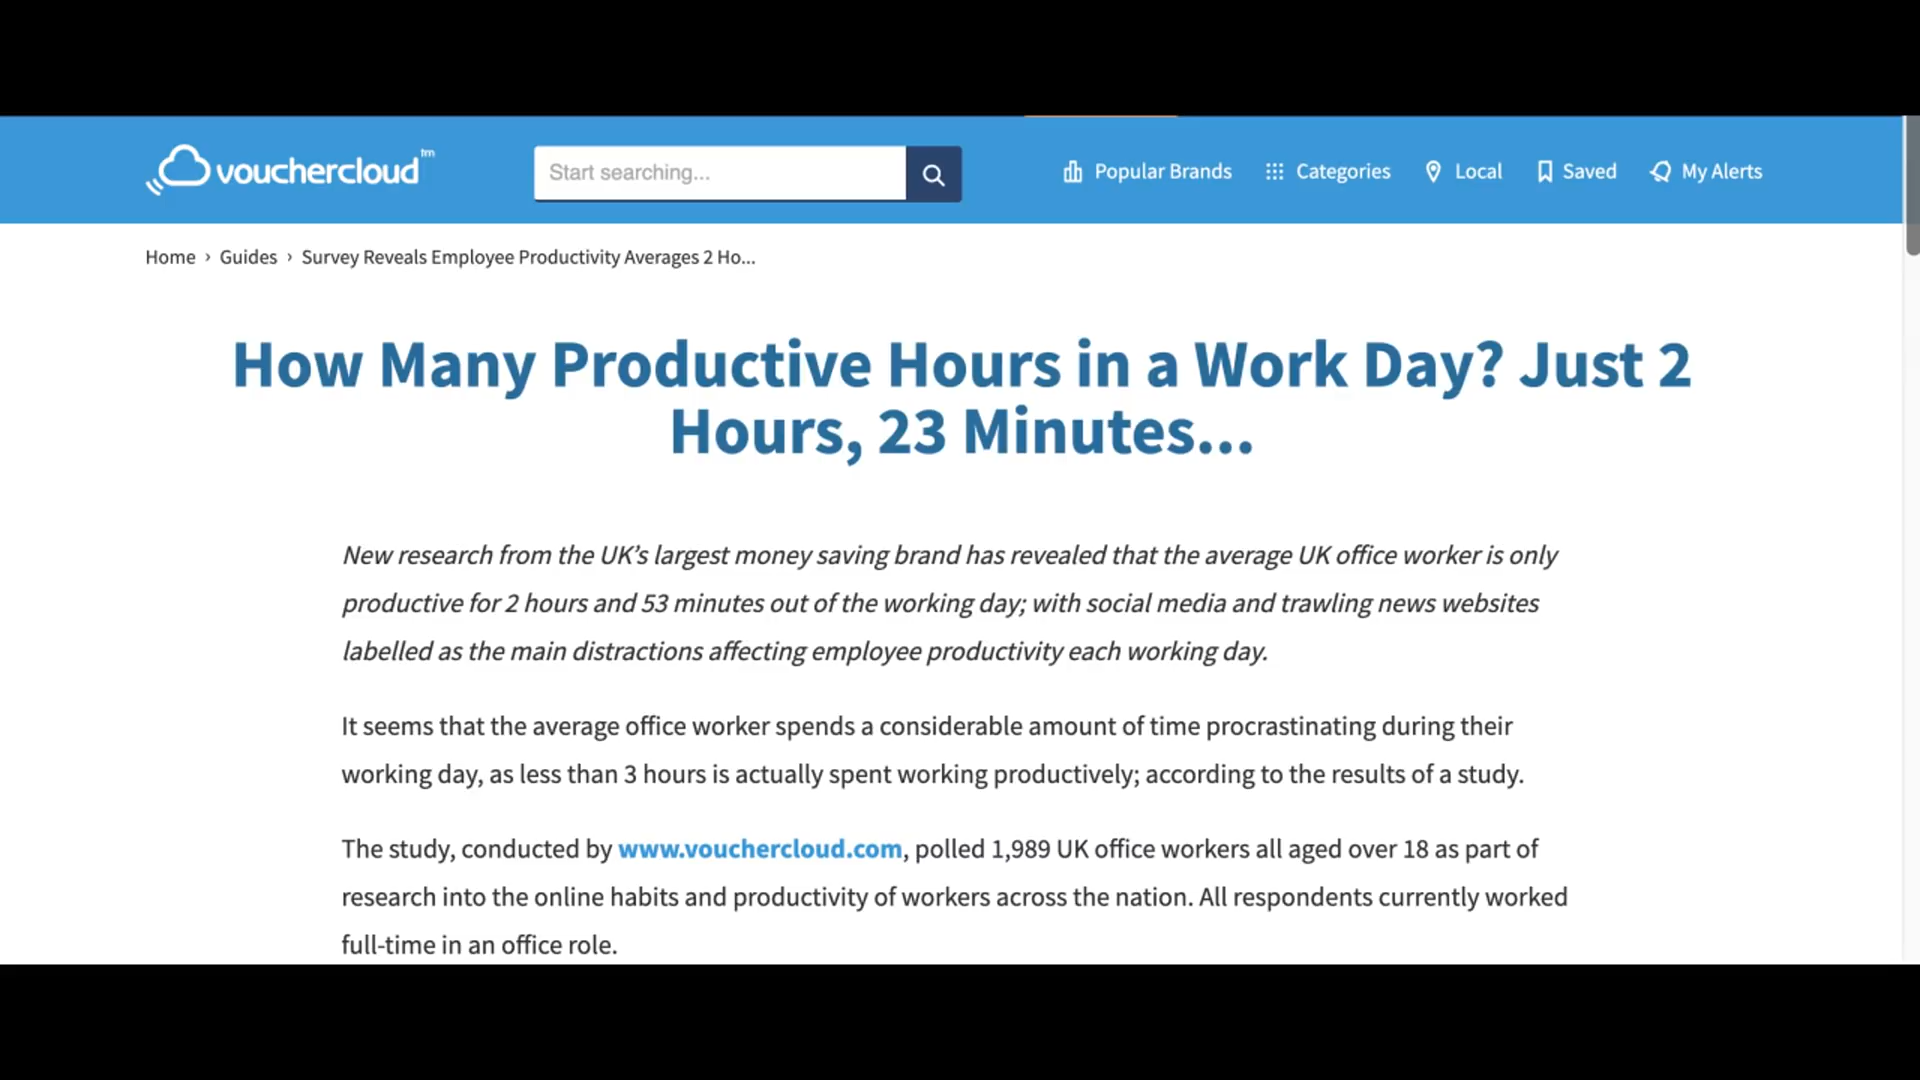 vouchercloud™
Start searching...
Popular Brands
Categories
Local
Saved
My Alerts
Home › Guides › Survey Reveals Employee Productivity Averages 2 Ho...
How Many Productive Hours in a Work Day? Just 2
Hours, 23 Minutes...
New research from the UK’s largest money saving brand has revealed that the average UK office worker is only
productive for 2 hours and 53 minutes out of the working day; with social media and trawling news websites
labelled as the main distractions affecting employee productivity each working day.
It seems that the average office worker spends a considerable amount of time procrastinating during their
working day, as less than 3 hours is actually spent working productively; according to the results of a study.
The study, conducted by www.vouchercloud.com, polled 1,989 UK office workers all aged over 18 as part of
research into the online habits and productivity of workers across the nation. All respondents currently worked
full-time in an office role.